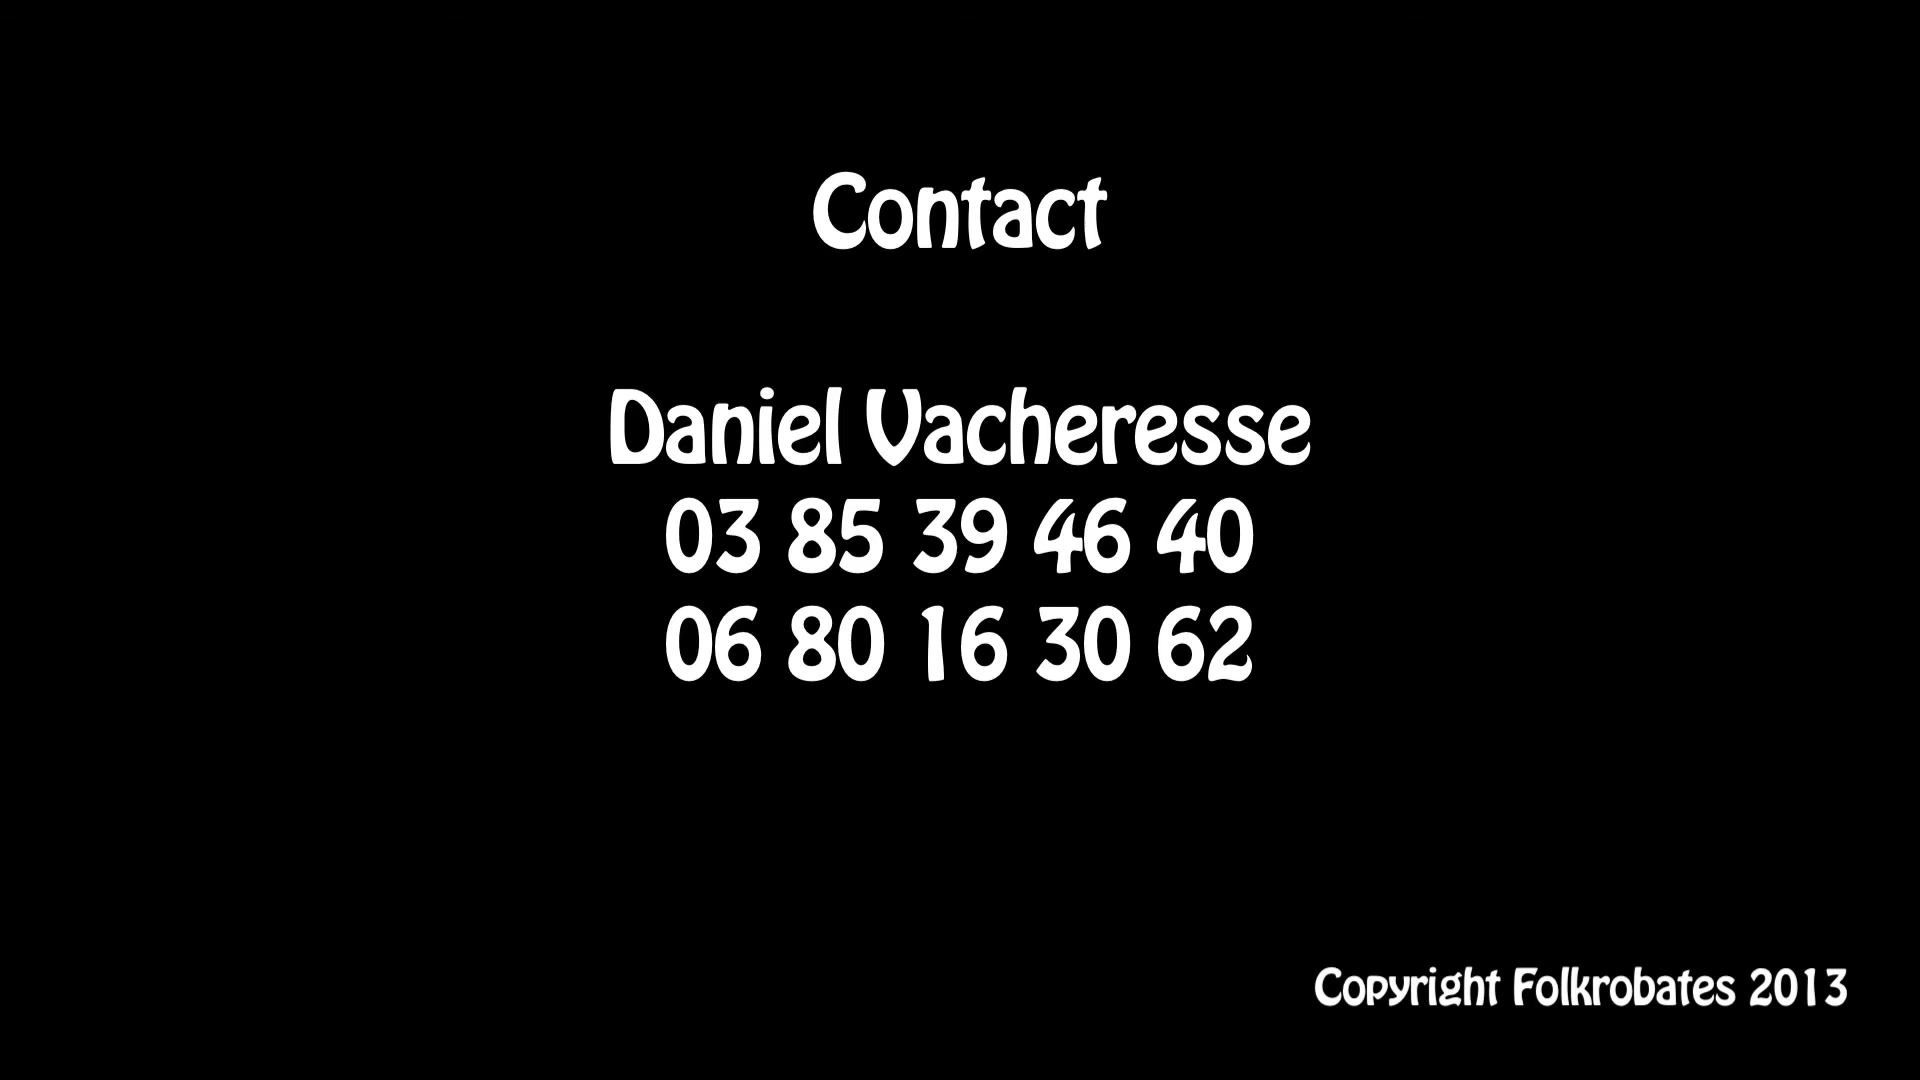 Contact
Daniel Vacheresse
03 85 39 46 40
06 80 16 30 62
Copyright Folkrobates 2013